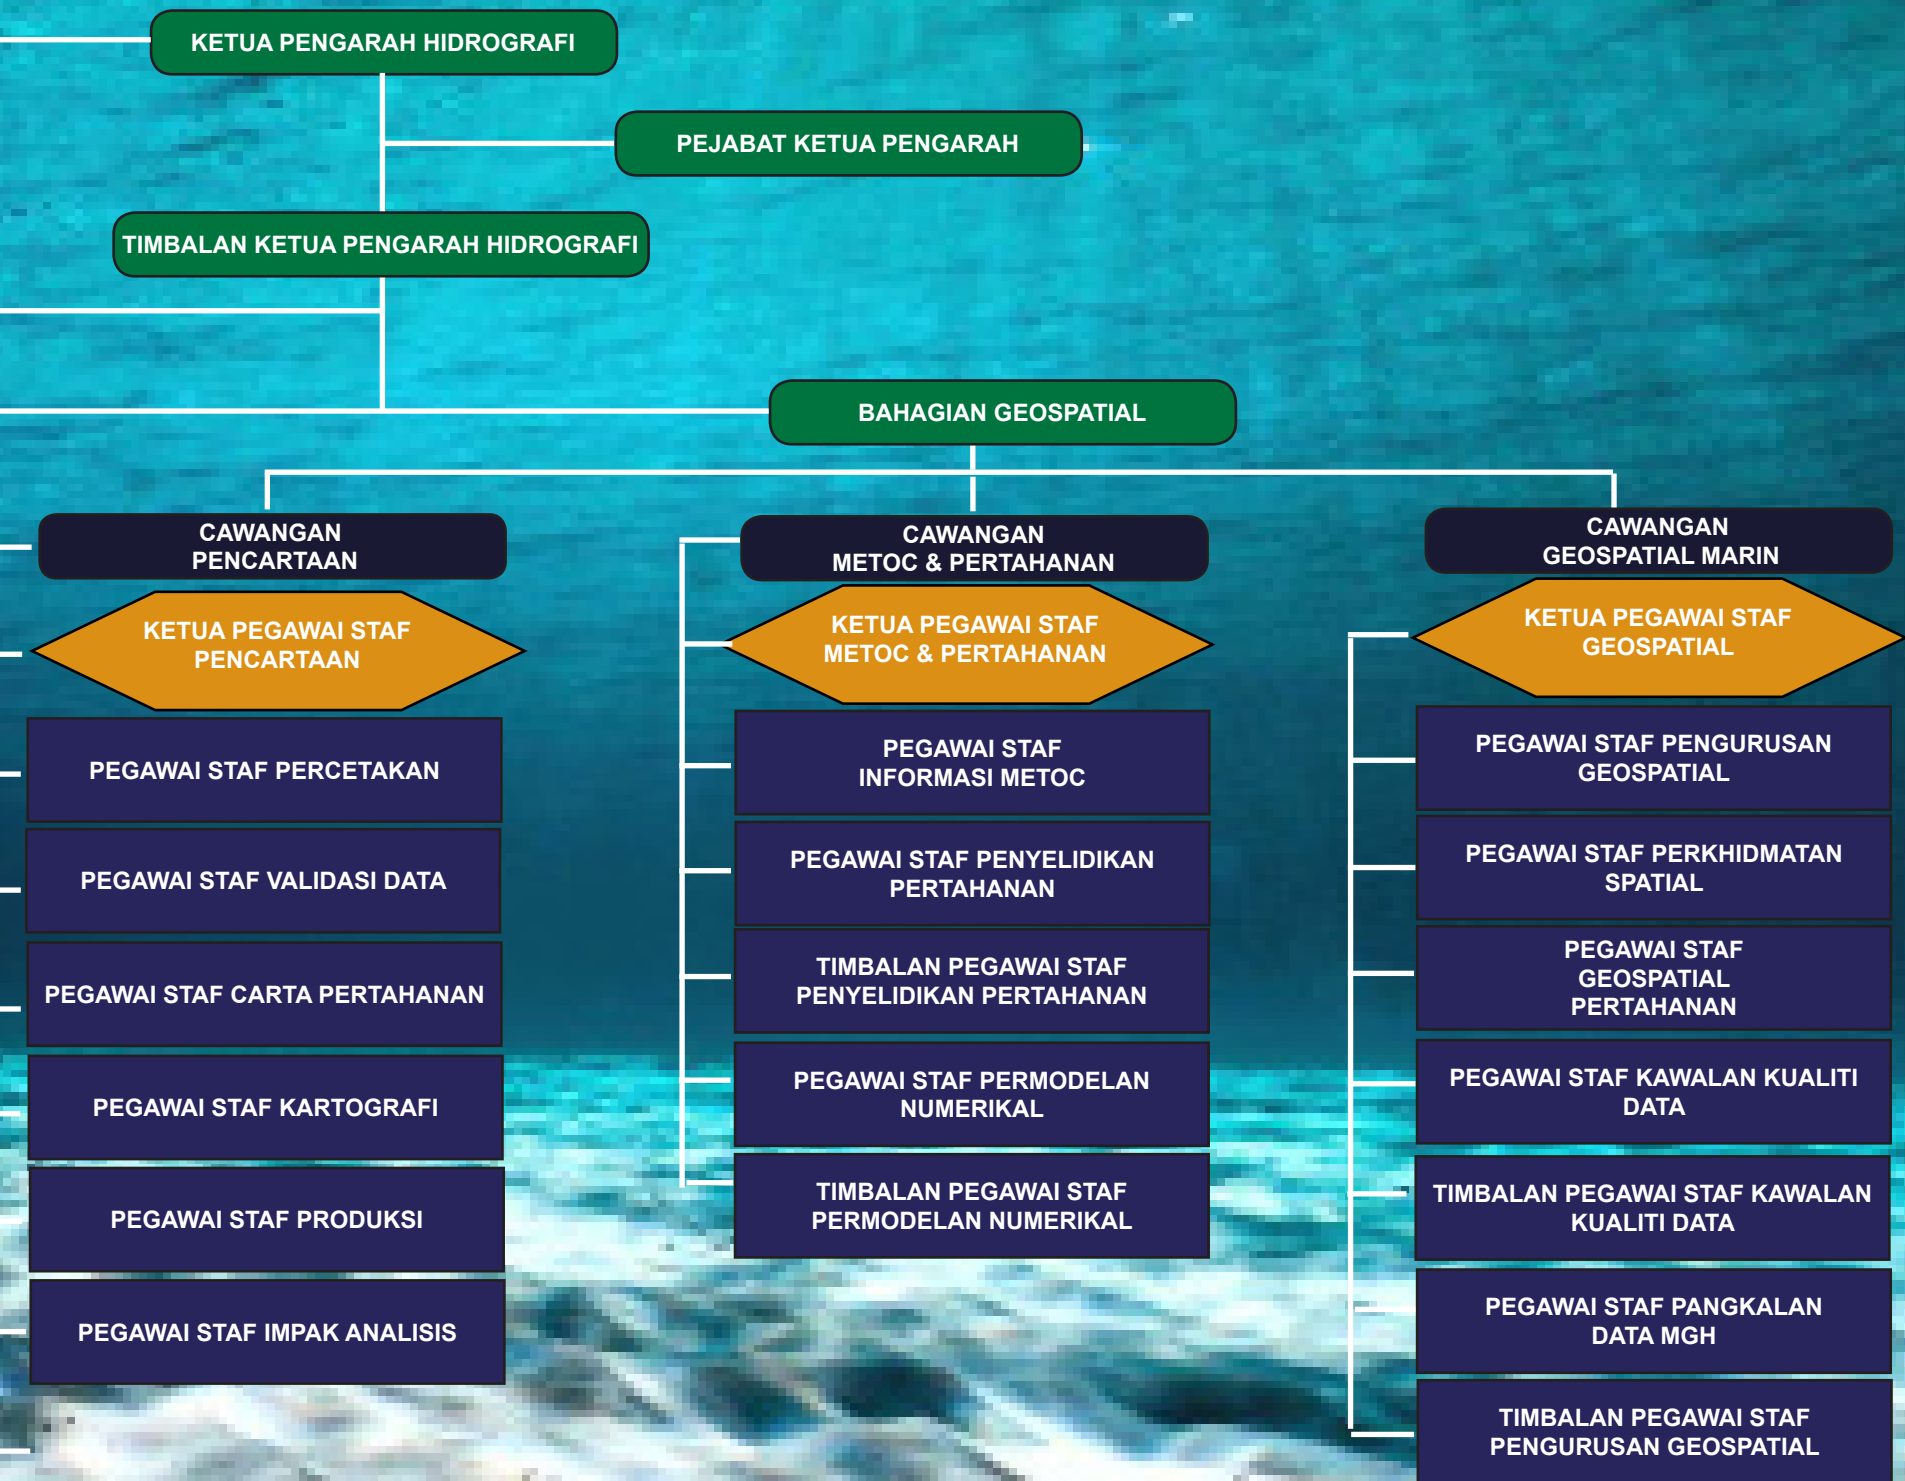 KETUA PENGARAH HIDROGRAFI
PEJABAT KETUA PENGARAH
TIMBALAN KETUA PENGARAH HIDROGRAFI
BAHAGIAN GEOSPATIAL
CAWANGAN
PENCARTAAN
KETUA PEGAWAI STAF
PENCARTAAN
PEGAWAI STAF PERCETAKAN
PEGAWAI STAF VALIDASI DATA
PEGAWAI STAF CARTA PERTAHANAN
PEGAWAI STAF KARTOGRAFI
PEGAWAI STAF PRODUKSI
PEGAWAI STAF IMPAK ANALISIS
CAWANGAN
METOC & PERTAHANAN
KETUA PEGAWAI STAF
METOC & PERTAHANAN
PEGAWAI STAF
INFORMASI METOC
PEGAWAI STAF PENYELIDIKAN
PERTAHANAN
TIMBALAN PEGAWAI STAF
PENYELIDIKAN PERTAHANAN
PEGAWAI STAF PERMODELAN
NUMERIKAL
TIMBALAN PEGAWAI STAF
PERMODELAN NUMERIKAL
CAWANGAN
GEOSPATIAL MARIN
KETUA PEGAWAI STAF
GEOSPATIAL
PEGAWAI STAF PENGURUSAN
GEOSPATIAL
PEGAWAI STAF PERKHIDMATAN
SPATIAL
PEGAWAI STAF
GEOSPATIAL
PERTAHANAN
PEGAWAI STAF KAWALAN KUALITI
DATA
TIMBALAN PEGAWAI STAF KAWALAN
KUALITI DATA
PEGAWAI STAF PANGKALAN
DATA MGH
TIMBALAN PEGAWAI STAF
PENGURUSAN GEOSPATIAL